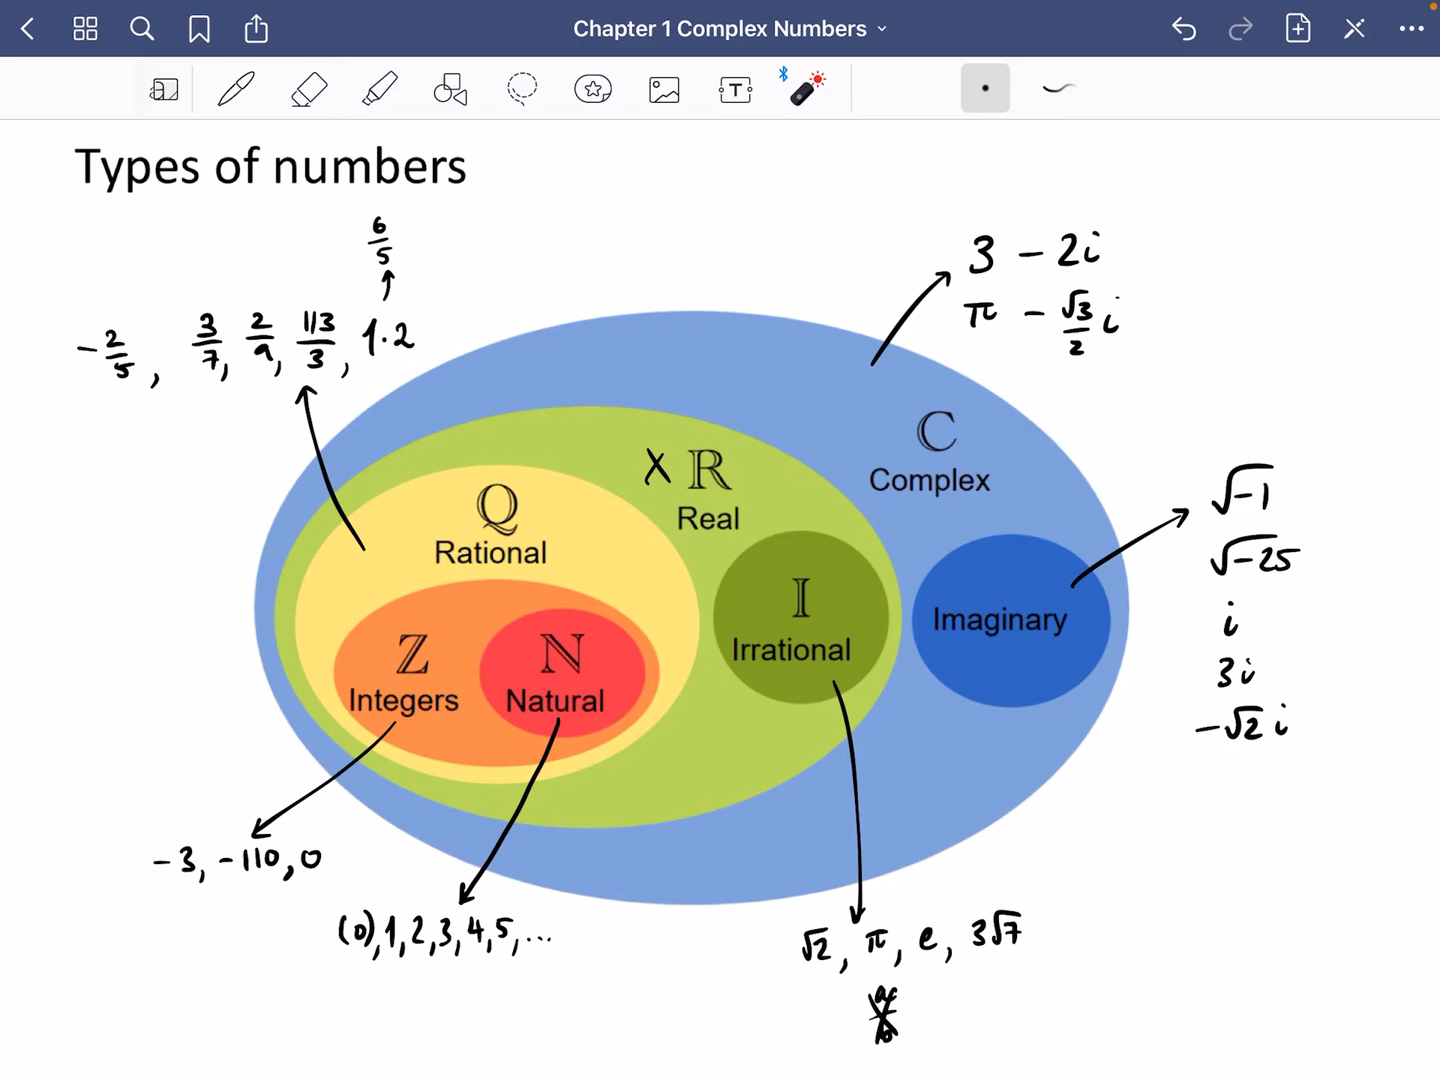 Chapter 1 Complex Numbers
T
Types of numbers
6/5
3 − 2i
π − √3/2 i
−2/5, 3/7, 2/9, 113/3, 1·2
ℂ
Complex
X ℝ
Real
ℚ
Rational
√−1
√−25
i
3i
−√2 i
𝕀
Irrational
Imaginary
ℤ
Integers
ℕ
Natural
−3, −110, 0
(0), 1, 2, 3, 4, 5, ...
√2, π, e, 3√7